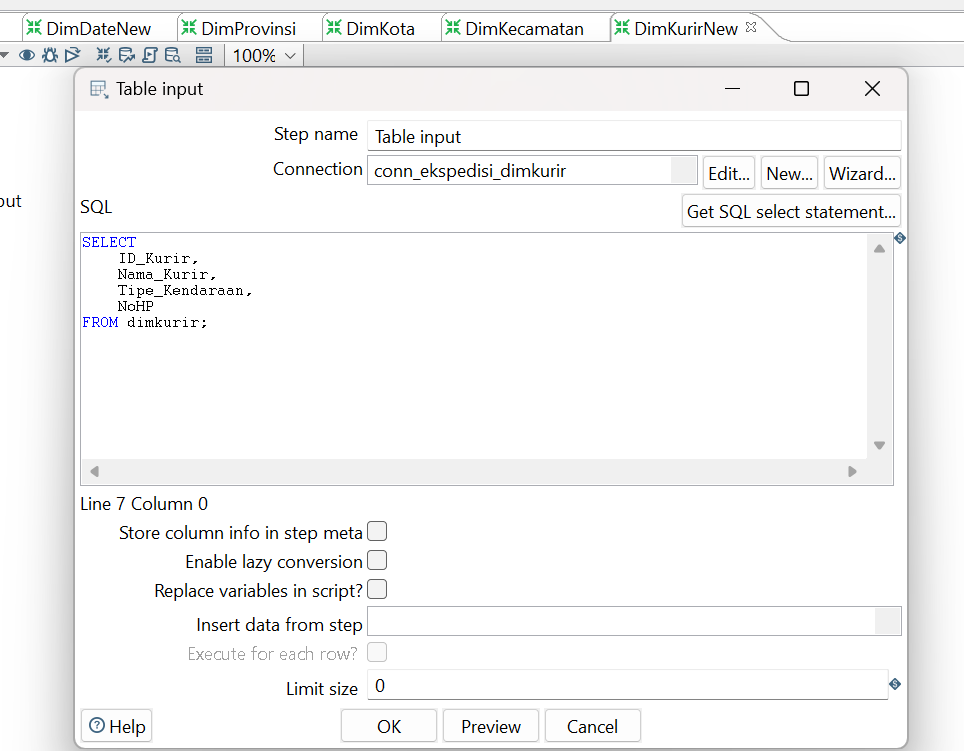 DimDateNew DimProvinsi DimKota DimKecamatan DimKurirNew
100%
Table input
Step name Table input
Connection conn_ekspedisi_dimkurir Edit... New... Wizard...
out
SQL Get SQL select statement...
SELECT
ID_Kurir,
Nama_Kurir,
Tipe_Kendaraan,
NoHP
FROM dimkurir;
Line 7 Column 0
Store column info in step meta
Enable lazy conversion
Replace variables in script?
Insert data from step
Execute for each row?
Limit size 0
Help OK Preview Cancel